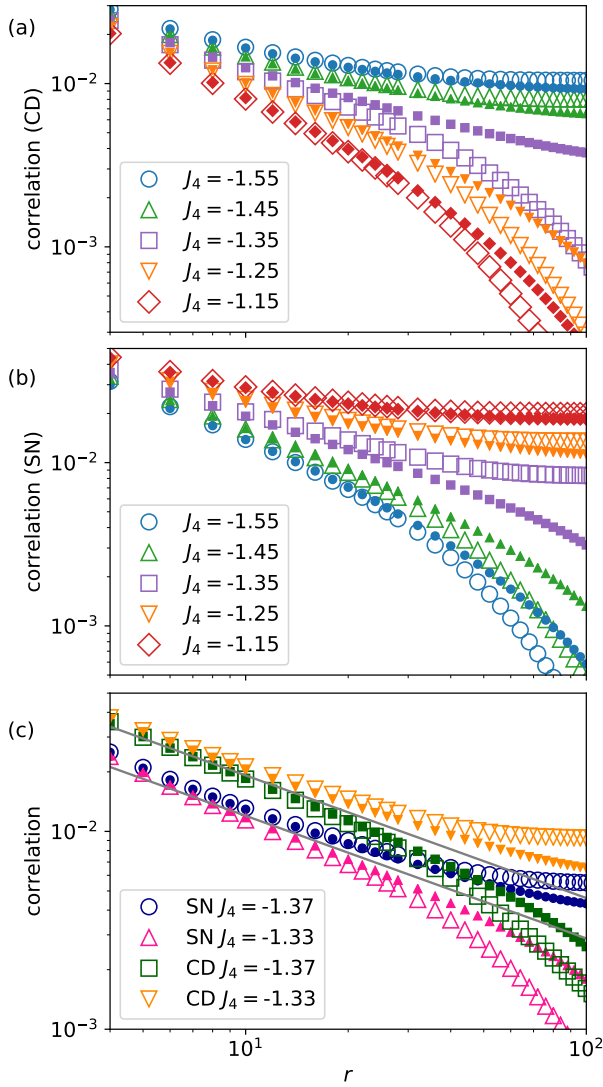 (a)
correlation (CD)
10⁻²
10⁻³
J₄ = -1.55
J₄ = -1.45
J₄ = -1.35
J₄ = -1.25
J₄ = -1.15
(b)
correlation (SN)
10⁻²
10⁻³
J₄ = -1.55
J₄ = -1.45
J₄ = -1.35
J₄ = -1.25
J₄ = -1.15
(c)
correlation
10⁻²
10⁻³
SN J₄ = -1.37
SN J₄ = -1.33
CD J₄ = -1.37
CD J₄ = -1.33
10¹
10²
r